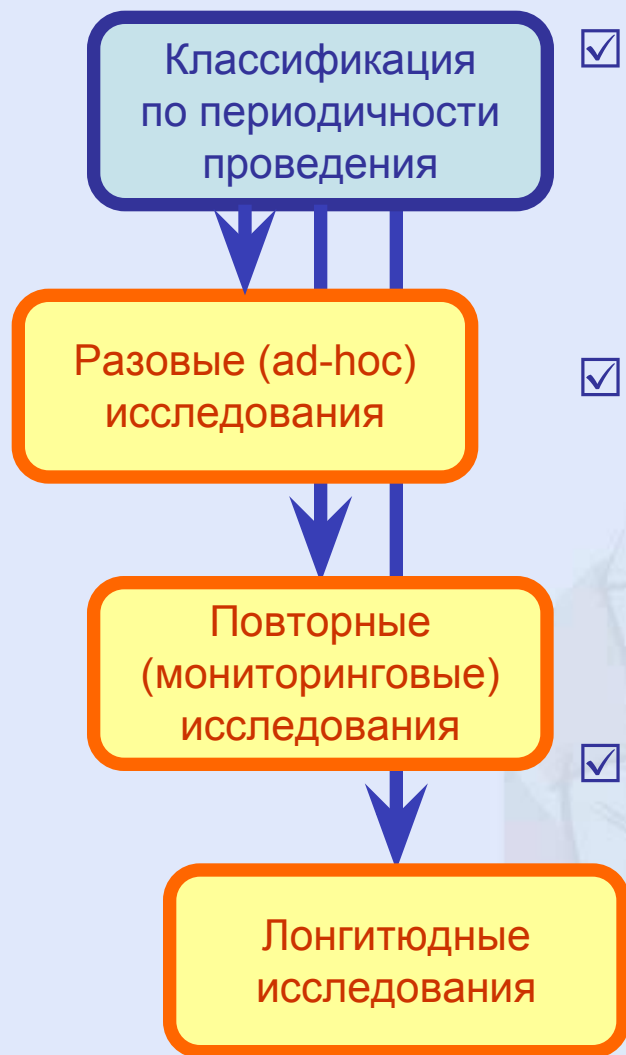 Классификация
по периодичности
проведения
Разовые (ad-hoc)
исследования
Повторные
(мониторинговые)
исследования
Лонгитюдные
исследования